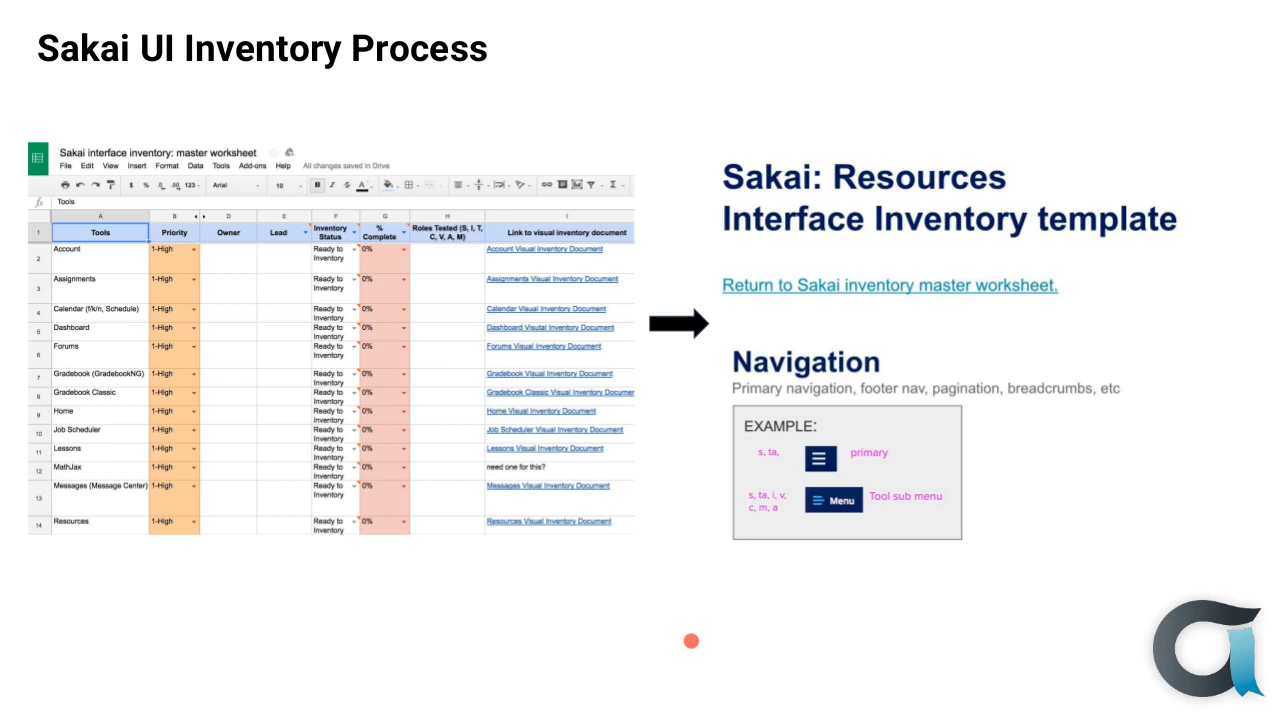 Sakai UI Inventory Process
Sakai interface inventory: master worksheet
File Edit View Insert Format Data Tools Add-ons Help All changes saved in Drive
$ % .0 .00 123 Arial 10 B I S A
fx Tools
A B D E F G H I
1 Tools Priority Owner Lead Inventory Status % Complete Roles Tested (S, I, T, C, V, A, M) Link to visual inventory document
2 Account 1-High Ready to Inventory 0% Account Visual Inventory Document
3 Assignments 1-High Ready to Inventory 0% Assignments Visual Inventory Document
4 Calendar (f/k/n, Schedule) 1-High Ready to Inventory 0% Calendar Visual Inventory Document
5 Dashboard 1-High Ready to Inventory 0% Dashboard Visutal Inventory Document
6 Forums 1-High Ready to Inventory 0% Forums Visual Inventory Document
7 Gradebook (GradebookNG) 1-High Ready to Inventory 0% Gradebook Visual Inventory Document
8 Gradebook Classic 1-High Ready to Inventory 0% Gradebook Classic Visual Inventory Documen
9 Home 1-High Ready to Inventory 0% Home Visual Inventory Document
10 Job Scheduler 1-High Ready to Inventory 0% Job Scheduler Visual Inventory Document
11 Lessons 1-High Ready to Inventory 0% Lessons Visual Inventory Document
12 MathJax 1-High Ready to Inventory 0% need one for this?
13 Messages (Message Center) 1-High Ready to Inventory 0% Messages Visual Inventory Document
14 Resources 1-High Ready to Inventory 0% Resources Visual Inventory Document
Sakai: Resources
Interface Inventory template
Return to Sakai inventory master worksheet.
Navigation
Primary navigation, footer nav, pagination, breadcrumbs, etc
EXAMPLE:
s, ta, primary
s, ta, i, v, Menu Tool sub menu
c, m, a